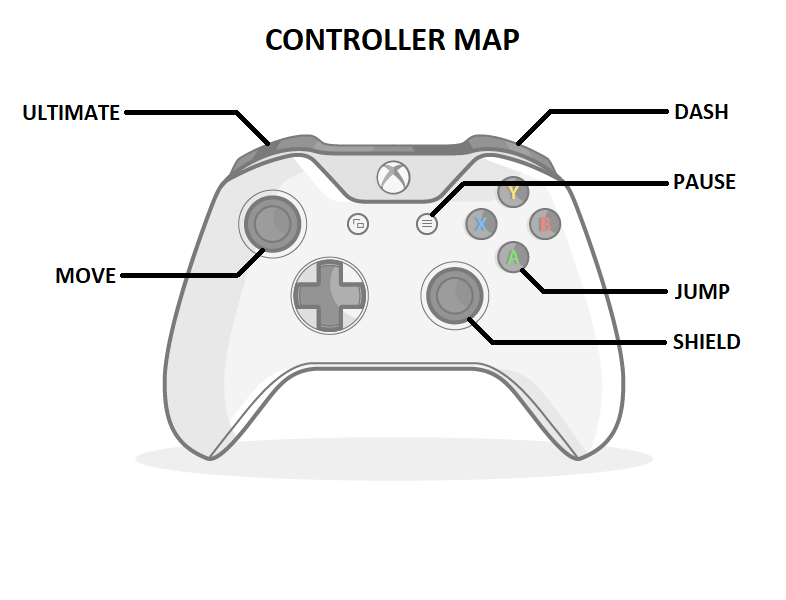 CONTROLLER MAP
ULTIMATE
DASH
PAUSE
Y
X
B
A
MOVE
JUMP
SHIELD